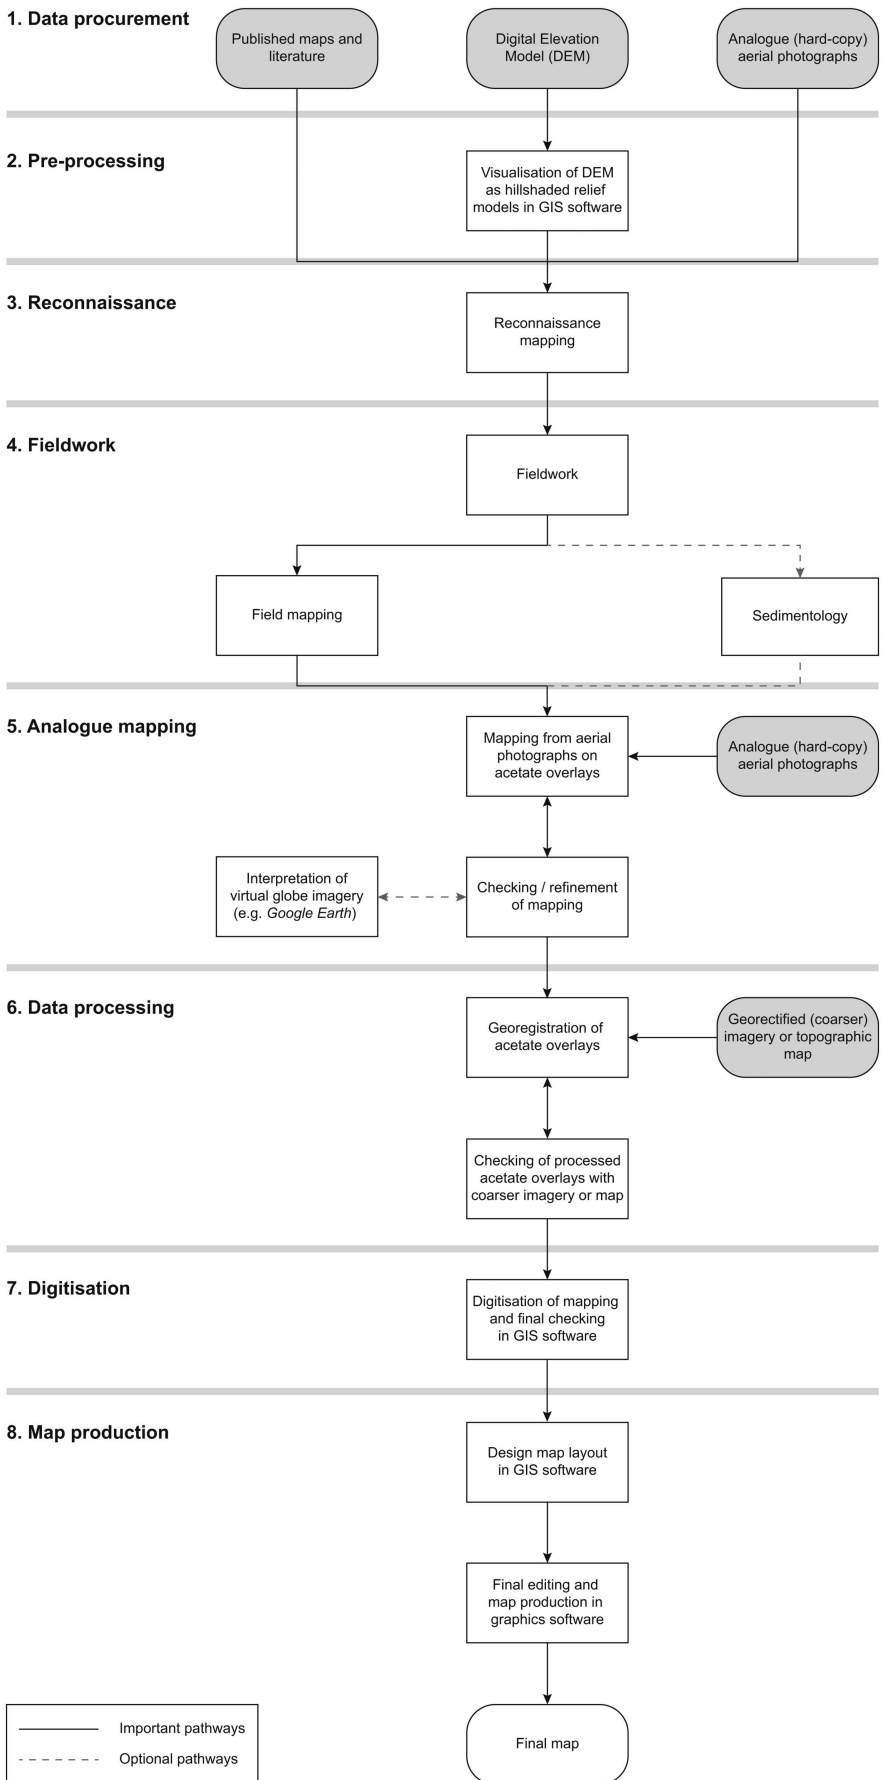 1. Data procurement
Published maps and
literature
Digital Elevation
Model (DEM)
Analogue (hard-copy)
aerial photographs
2. Pre-processing
Visualisation of DEM
as hillshaded relief
models in GIS software
3. Reconnaissance
Reconnaissance
mapping
4. Fieldwork
Fieldwork
Field mapping
Sedimentology
5. Analogue mapping
Mapping from aerial
photographs on
acetate overlays
Analogue (hard-copy)
aerial photographs
Interpretation of
virtual globe imagery
(e.g. Google Earth)
Checking / refinement
of mapping
6. Data processing
Georegistration of
acetate overlays
Georectified (coarser)
imagery or topographic
map
Checking of processed
acetate overlays with
coarser imagery or map
7. Digitisation
Digitisation of mapping
and final checking
in GIS software
8. Map production
Design map layout
in GIS software
Final editing and
map production in
graphics software
Final map
Important pathways
Optional pathways